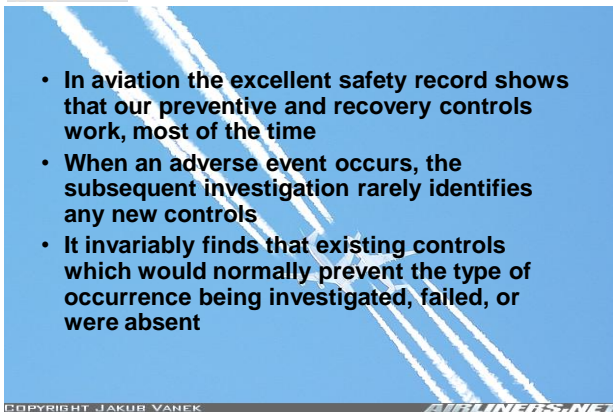 • In aviation the excellent safety record shows
that our preventive and recovery controls
work, most of the time
• When an adverse event occurs, the
subsequent investigation rarely identifies
any new controls
• It invariably finds that existing controls
which would normally prevent the type of
occurrence being investigated, failed, or
were absent
COPYRIGHT JAKUB VANEK
AIRLINERS.NET